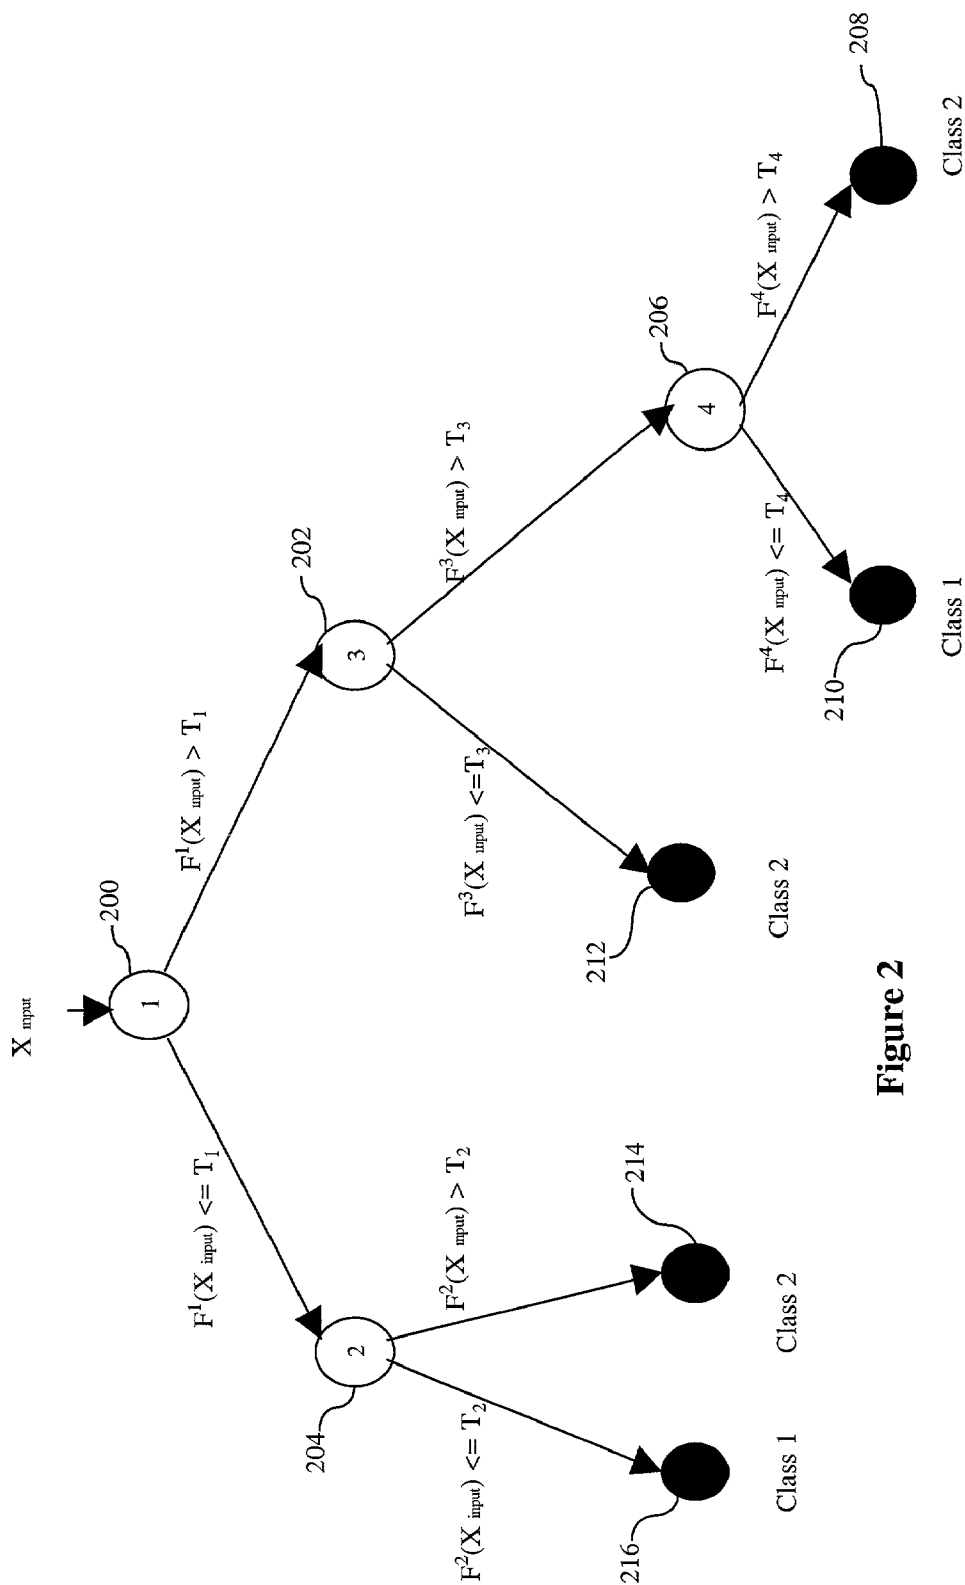 X input
200
1
F¹(X input) <= T₁
F¹(X input) > T₁
204
2
202
3
F²(X input) <= T₂
F²(X input) > T₂
F³(X input) <=T₃
F³(X input) > T₃
206
4
216
214
212
F⁴(X input) <= T₄
F⁴(X input) > T₄
210
208
Class 1
Class 2
Class 2
Class 1
Class 2
Figure 2